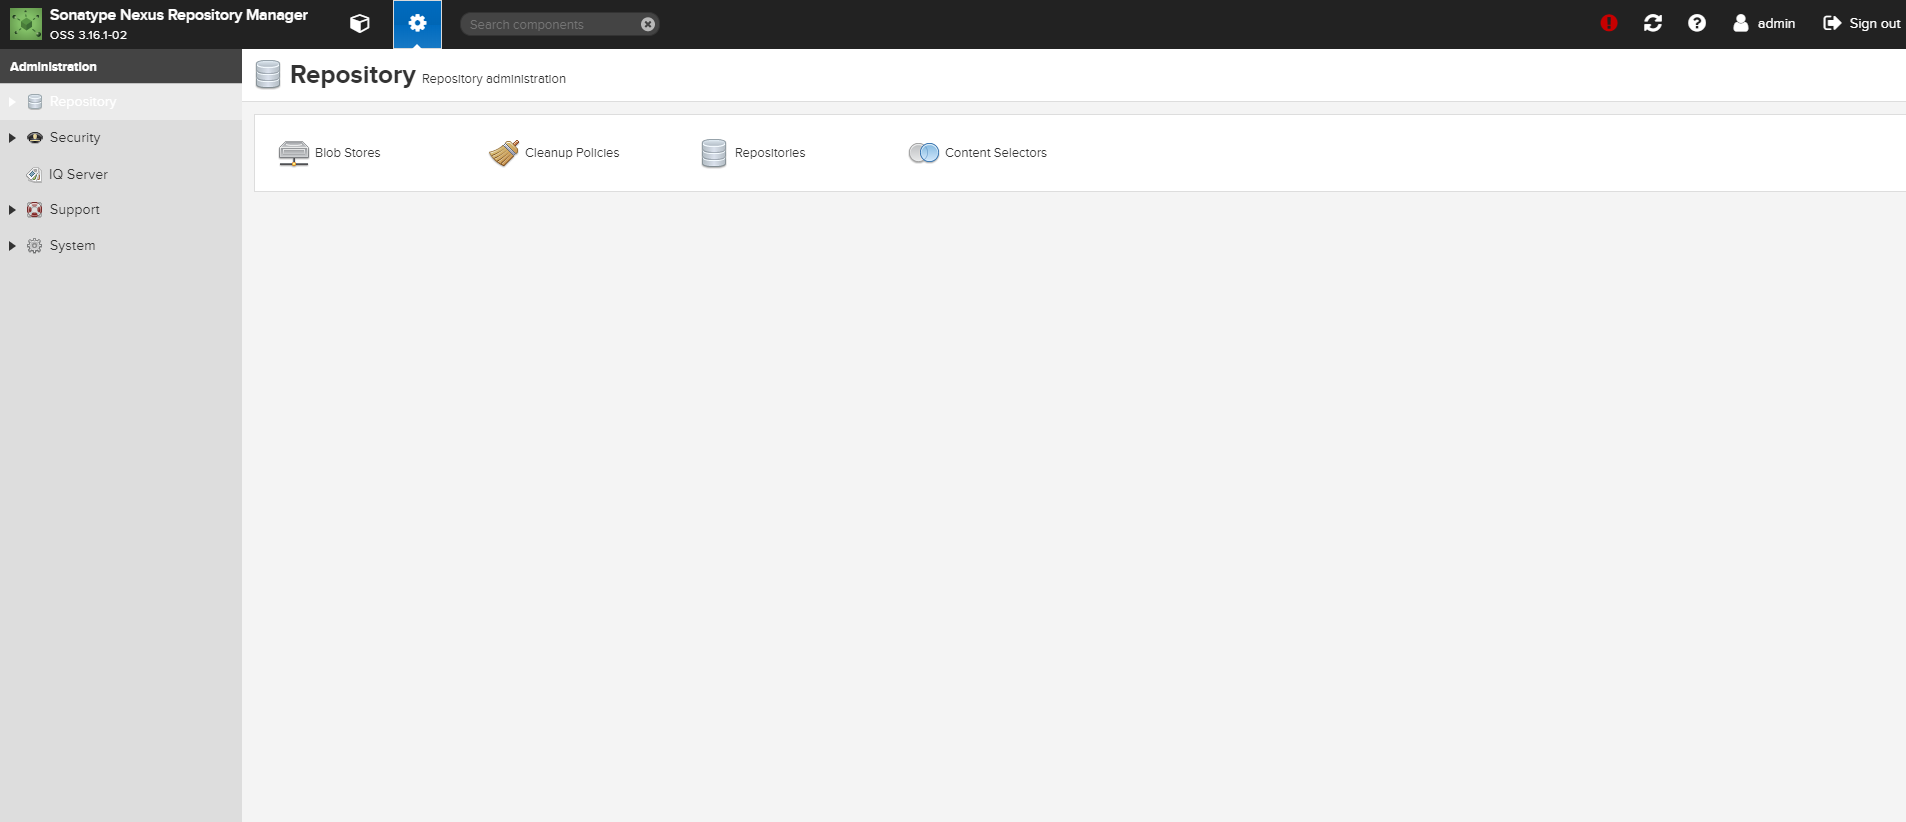 Sonatype Nexus Repository Manager
OSS 3.16.1-02
Search components
admin
Sign out
Administration
Repository
Security
IQ Server
Support
System
Repository Repository administration
Blob Stores
Cleanup Policies
Repositories
Content Selectors